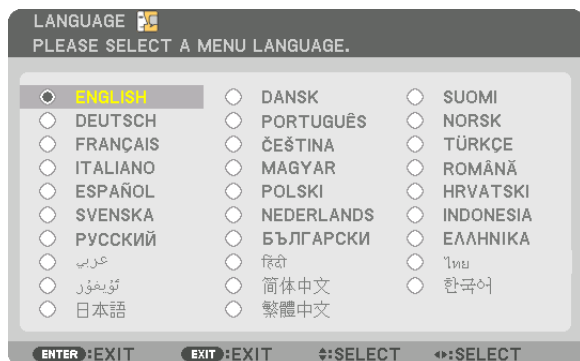 LANGUAGE
PLEASE SELECT A MENU LANGUAGE.
ENGLISH DANSK SUOMI
DEUTSCH PORTUGUÊS NORSK
FRANÇAIS ČEŠTINA TÜRKÇE
ITALIANO MAGYAR ROMÂNĂ
ESPAÑOL POLSKI HRVATSKI
SVENSKA NEDERLANDS INDONESIA
РУССКИЙ БЪЛГАРСКИ ΕΛΛΗΝΙΚΑ
عربي हिंदी ไทย
ئۇيغۇر 简体中文 한국어
日本語 繁體中文
ENTER:EXIT EXIT:EXIT :SELECT :SELECT